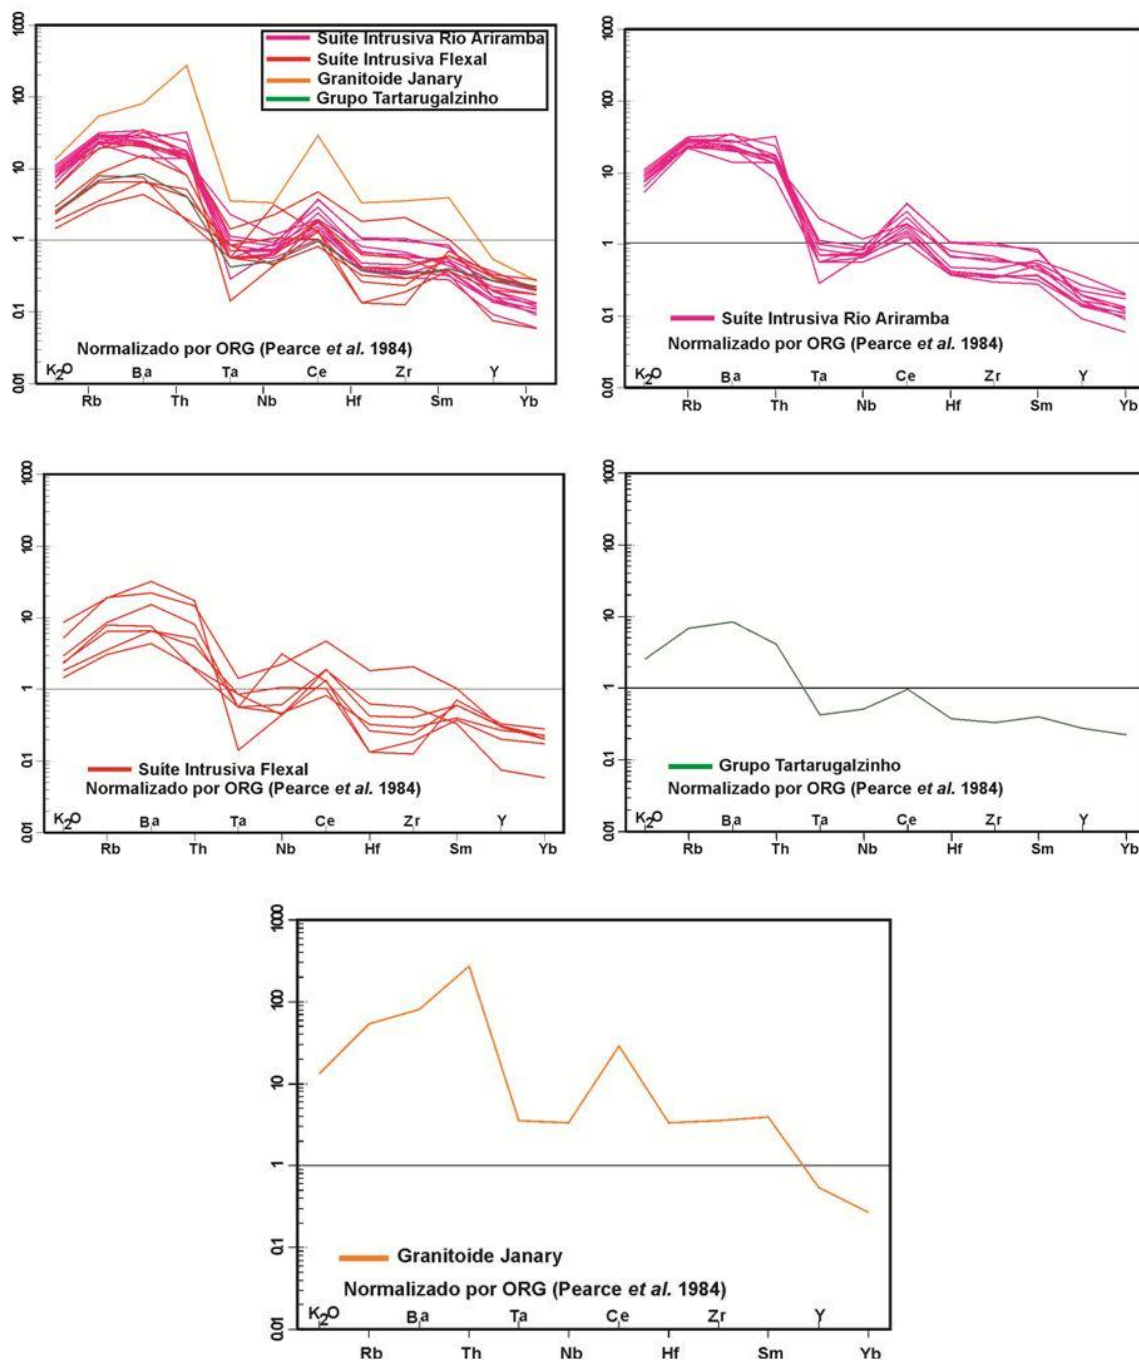 1000
100
10
1
0.1
0.01
Suíte Intrusiva Rio Ariramba
Suíte Intrusiva Flexal
Granitoide Janary
Grupo Tartarugalzinho
Normalizado por ORG (Pearce et al. 1984)
K2O Ba Ta Ce Zr Y
Rb Th Nb Hf Sm Yb
1000
100
10
1
0.1
0.01
Suíte Intrusiva Rio Ariramba
Normalizado por ORG (Pearce et al. 1984)
K2O Ba Ta Ce Zr Y
Rb Th Nb Hf Sm Yb
1000
100
10
1
0.1
0.01
Suíte Intrusiva Flexal
Normalizado por ORG (Pearce et al. 1984)
K2O Ba Ta Ce Zr Y
Rb Th Nb Hf Sm Yb
1000
100
10
1
0.1
0.01
Grupo Tartarugalzinho
Normalizado por ORG (Pearce et al. 1984)
K2O Ba Ta Ce Zr Y
Rb Th Nb Hf Sm Yb
1000
100
10
1
0.1
0.01
Granitoide Janary
Normalizado por ORG (Pearce et al. 1984)
K2O Ba Ta Ce Zr Y
Rb Th Nb Hf Sm Yb